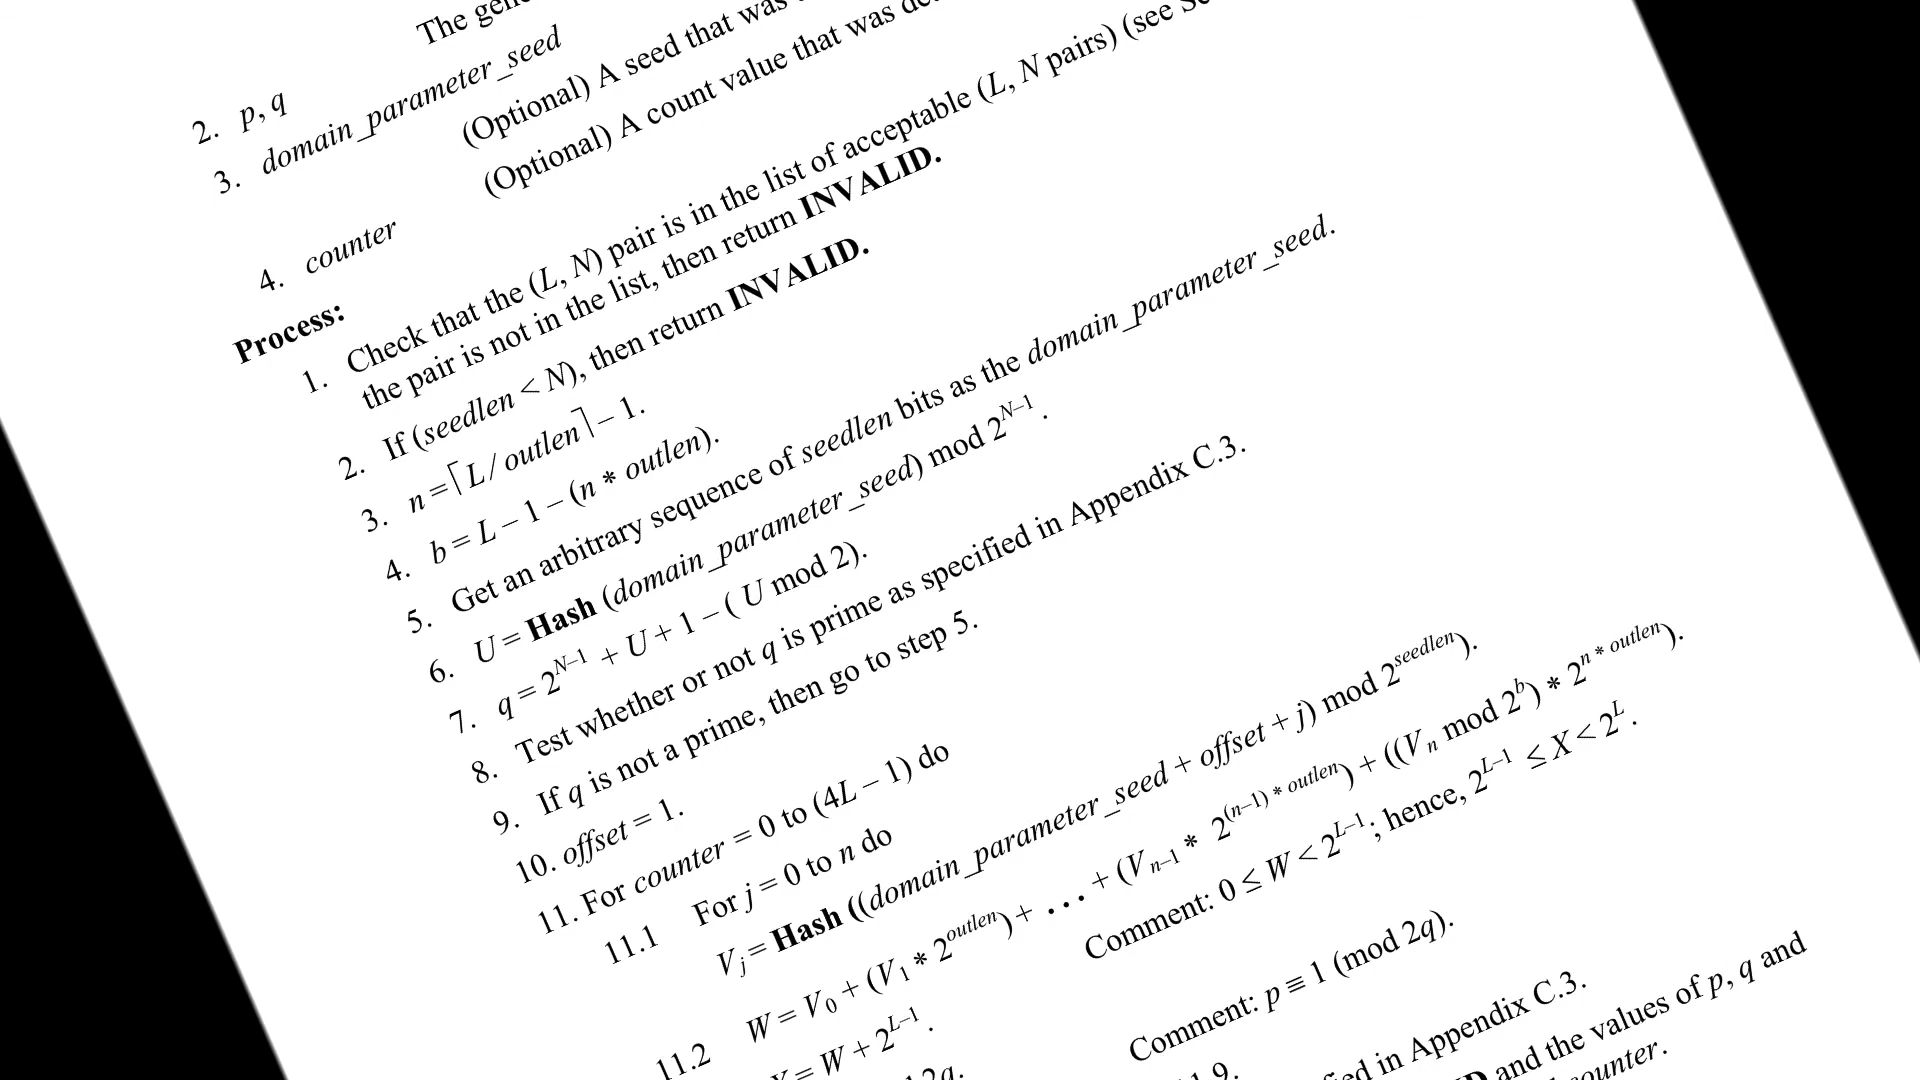 The
2. p, q
3. domain_parameter_seed
(Optional) A seed that was
(Optional) A count value that was
4. counter
Process:
1. Check that the (L, N) pair is in the list of acceptable (L, N pairs) (see
the pair is not in the list, then return INVALID.
2. If (seedlen < N), then return INVALID.
3. n = ⌈L / outlen⌉ – 1.
4. b = L – 1 – (n * outlen).
5. Get an arbitrary sequence of seedlen bits as the domain_parameter_seed.
6. U = Hash (domain_parameter_seed) mod 2^{N–1}.
7. q = 2^{N–1} + U + 1 – ( U mod 2).
8. Test whether or not q is prime as specified in Appendix C.3.
9. If q is not a prime, then go to step 5.
10. offset = 1.
11. For counter = 0 to (4L – 1) do
11.1 For j = 0 to n do
V_j = Hash ((domain_parameter_seed + offset + j) mod 2^{seedlen}).
11.2 W = V_0 + (V_1 * 2^{outlen}) + ... + (V_{n–1} * 2^{(n–1) * outlen}) + ((V_n mod 2^b) * 2^{n * outlen}).
= W + 2^{L–1}. Comment: 0 ≤ W < 2^{L–1}; hence, 2^{L–1} ≤ X < 2^L.
Comment: p ≡ 1 (mod 2q).
in Appendix C.3.
and the values of p, q and
counter.